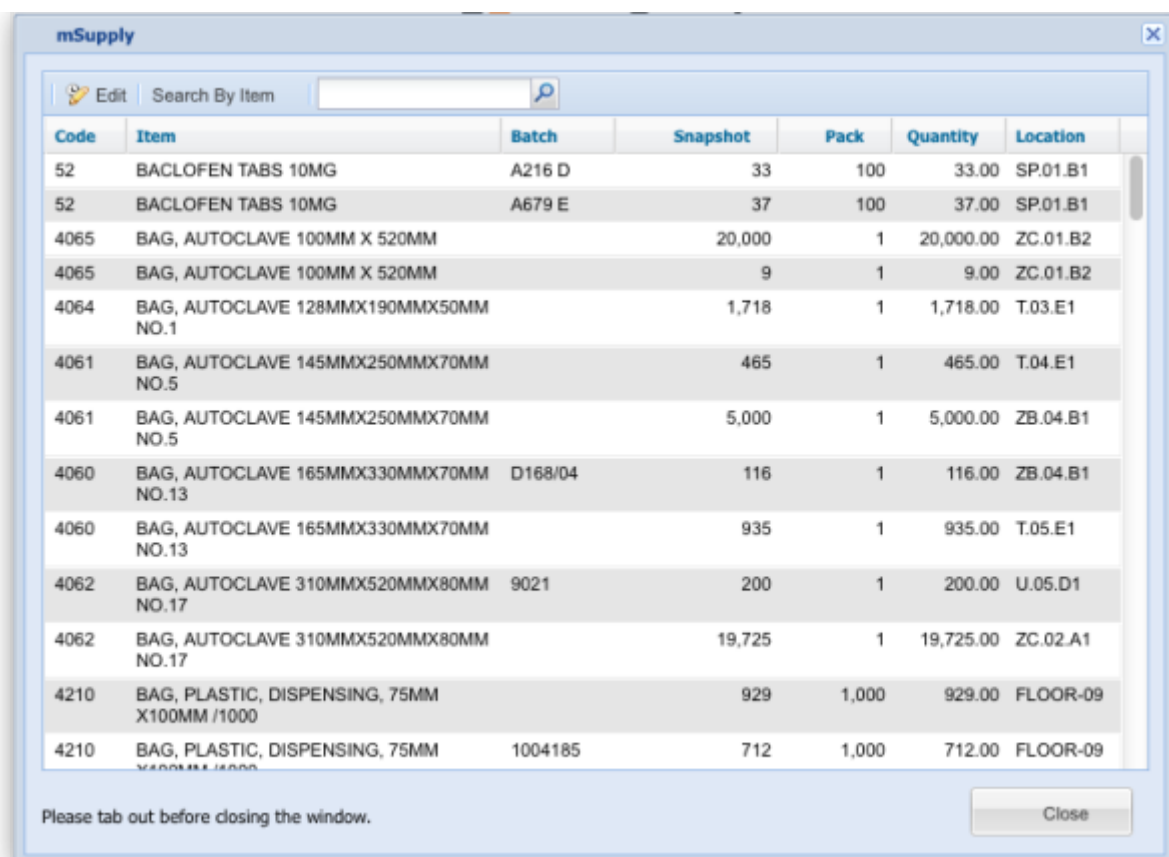 mSupply
Edit Search By Item
Code Item Batch Snapshot Pack Quantity Location
52 BACLOFEN TABS 10MG A216 D 33 100 33.00 SP.01.B1
52 BACLOFEN TABS 10MG A679 E 37 100 37.00 SP.01.B1
4065 BAG, AUTOCLAVE 100MM X 520MM 20,000 1 20,000.00 ZC.01.B2
4065 BAG, AUTOCLAVE 100MM X 520MM 9 1 9.00 ZC.01.B2
4064 BAG, AUTOCLAVE 128MMX190MMX50MM 1,718 1 1,718.00 T.03.E1
NO.1
4061 BAG, AUTOCLAVE 145MMX250MMX70MM 465 1 465.00 T.04.E1
NO.5
4061 BAG, AUTOCLAVE 145MMX250MMX70MM 5,000 1 5,000.00 ZB.04.B1
NO.5
4060 BAG, AUTOCLAVE 165MMX330MMX70MM D168/04 116 1 116.00 ZB.04.B1
NO.13
4060 BAG, AUTOCLAVE 165MMX330MMX70MM 935 1 935.00 T.05.E1
NO.13
4062 BAG, AUTOCLAVE 310MMX520MMX80MM 9021 200 1 200.00 U.05.D1
NO.17
4062 BAG, AUTOCLAVE 310MMX520MMX80MM 19,725 1 19,725.00 ZC.02.A1
NO.17
4210 BAG, PLASTIC, DISPENSING, 75MM 929 1,000 929.00 FLOOR-09
X100MM /1000
4210 BAG, PLASTIC, DISPENSING, 75MM 1004185 712 1,000 712.00 FLOOR-09
Please tab out before closing the window.
Close